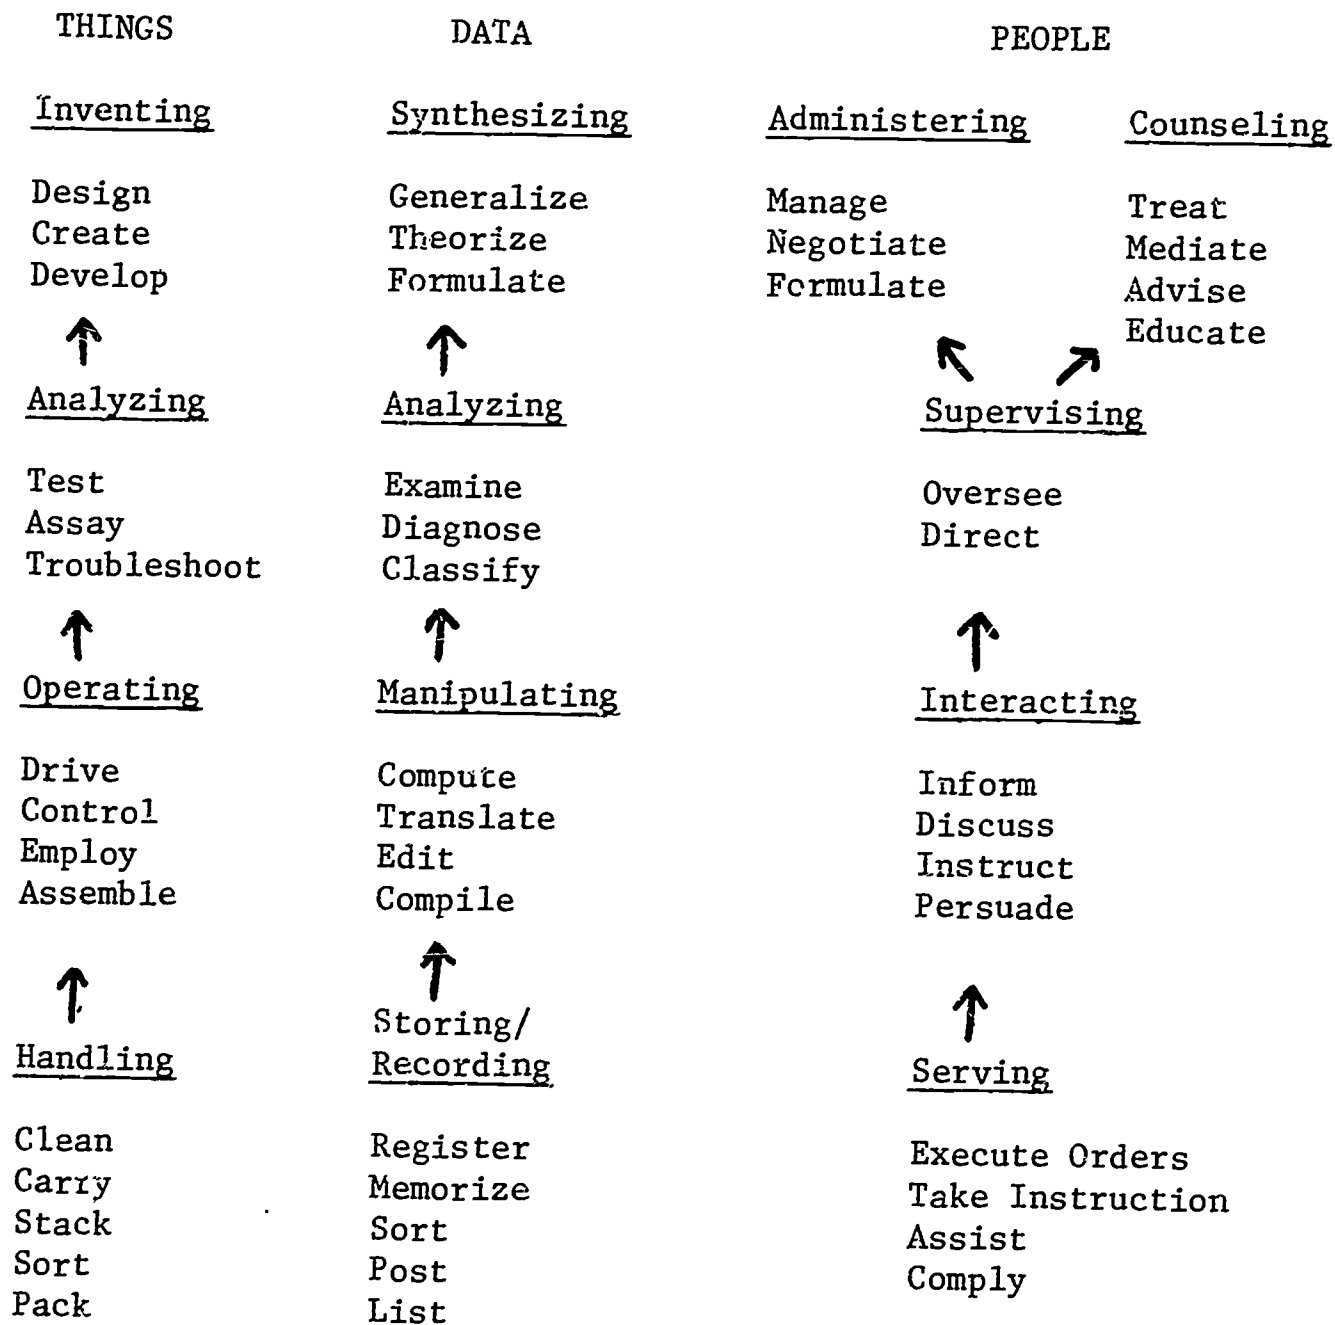 THINGS
Inventing
Design
Create
Develop
Analyzing
Test
Assay
Troubleshoot
Operating
Drive
Control
Employ
Assemble
Handling
Clean
Carry
Stack
Sort
Pack
DATA
Synthesizing
Generalize
Theorize
Formulate
Analyzing
Examine
Diagnose
Classify
Manipulating
Compute
Translate
Edit
Compile
Storing/
Recording
Register
Memorize
Sort
Post
List
PEOPLE
Administering
Manage
Negotiate
Formulate
Counseling
Treat
Mediate
Advise
Educate
Supervising
Oversee
Direct
Interacting
Inform
Discuss
Instruct
Persuade
Serving
Execute Orders
Take Instruction
Assist
Comply